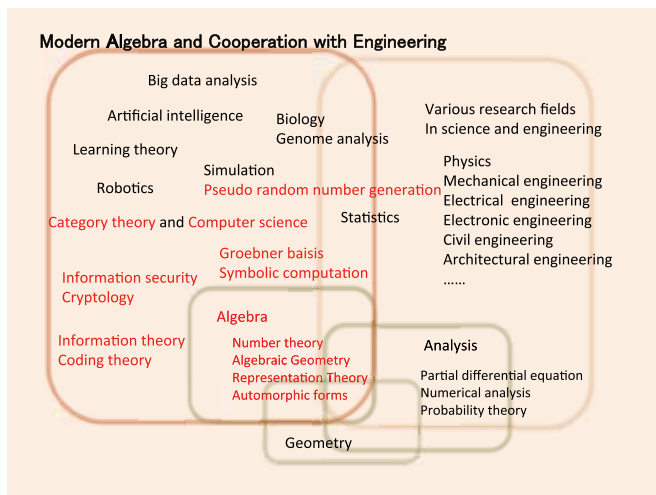 Modern Algebra and Cooperation with Engineering
Big data analysis
Artificial intelligence
Biology
Genome analysis
Learning theory
Simulation
Robotics
Pseudo random number generation
Category theory and Computer science
Statistics
Groebner baisis
Symbolic computation
Information security
Cryptology
Information theory
Coding theory
Algebra
Number theory
Algebraic Geometry
Representation Theory
Automorphic forms
Various research fields
In science and engineering
Physics
Mechanical engineering
Electrical engineering
Electronic engineering
Civil engineering
Architectural engineering
......
Analysis
Partial differential equation
Numerical analysis
Probability theory
Geometry